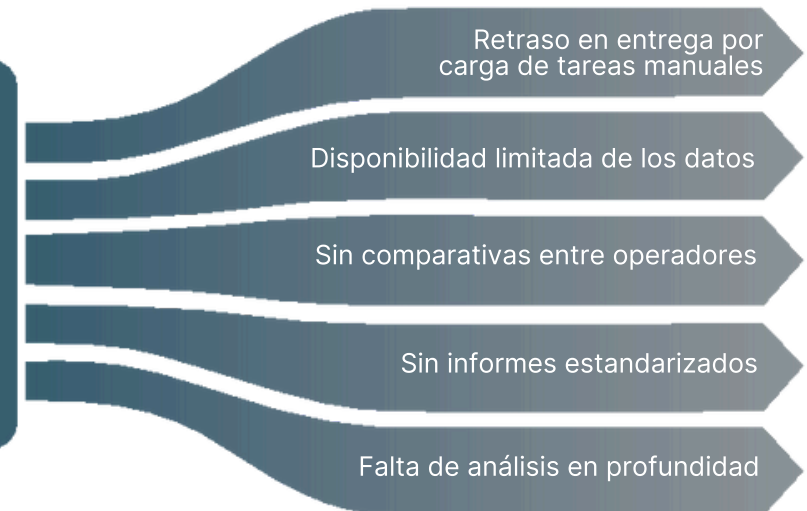 Retraso en entrega por
carga de tareas manuales
Disponibilidad limitada de los datos
Sin comparativas entre operadores
Sin informes estandarizados
Falta de análisis en profundidad